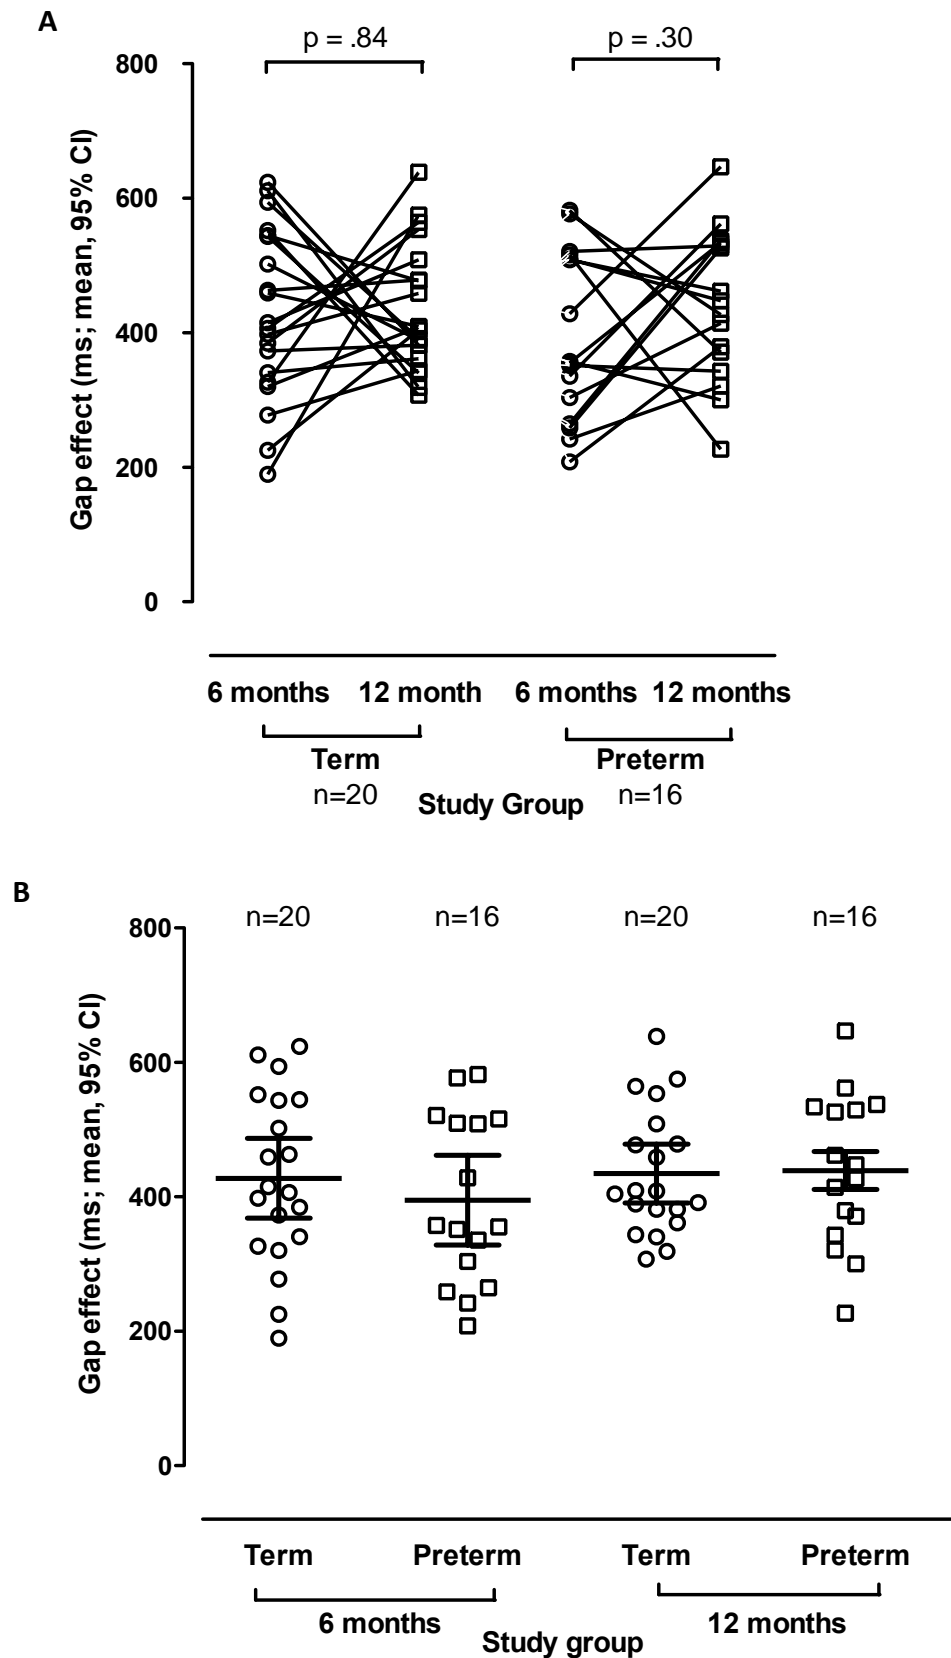 A
p = .84
p = .30
Gap effect (ms; mean, 95% CI)
800
600
400
200
0
6 months 12 month 6 months 12 months
Term Preterm
n=20 Study Group n=16
B
n=20 n=16 n=20 n=16
Gap effect (ms; mean, 95% CI)
800
600
400
200
0
Term Preterm Term Preterm
6 months 12 months
Study group